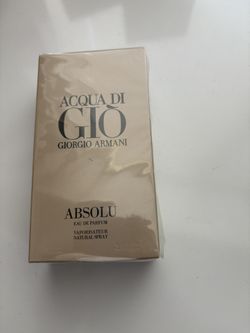 ACQUA DI
GIÒ
GIORGIO ARMANI
ABSOLU
EAU DE PARFUM
VAPORISATEUR
NATURAL SPRAY